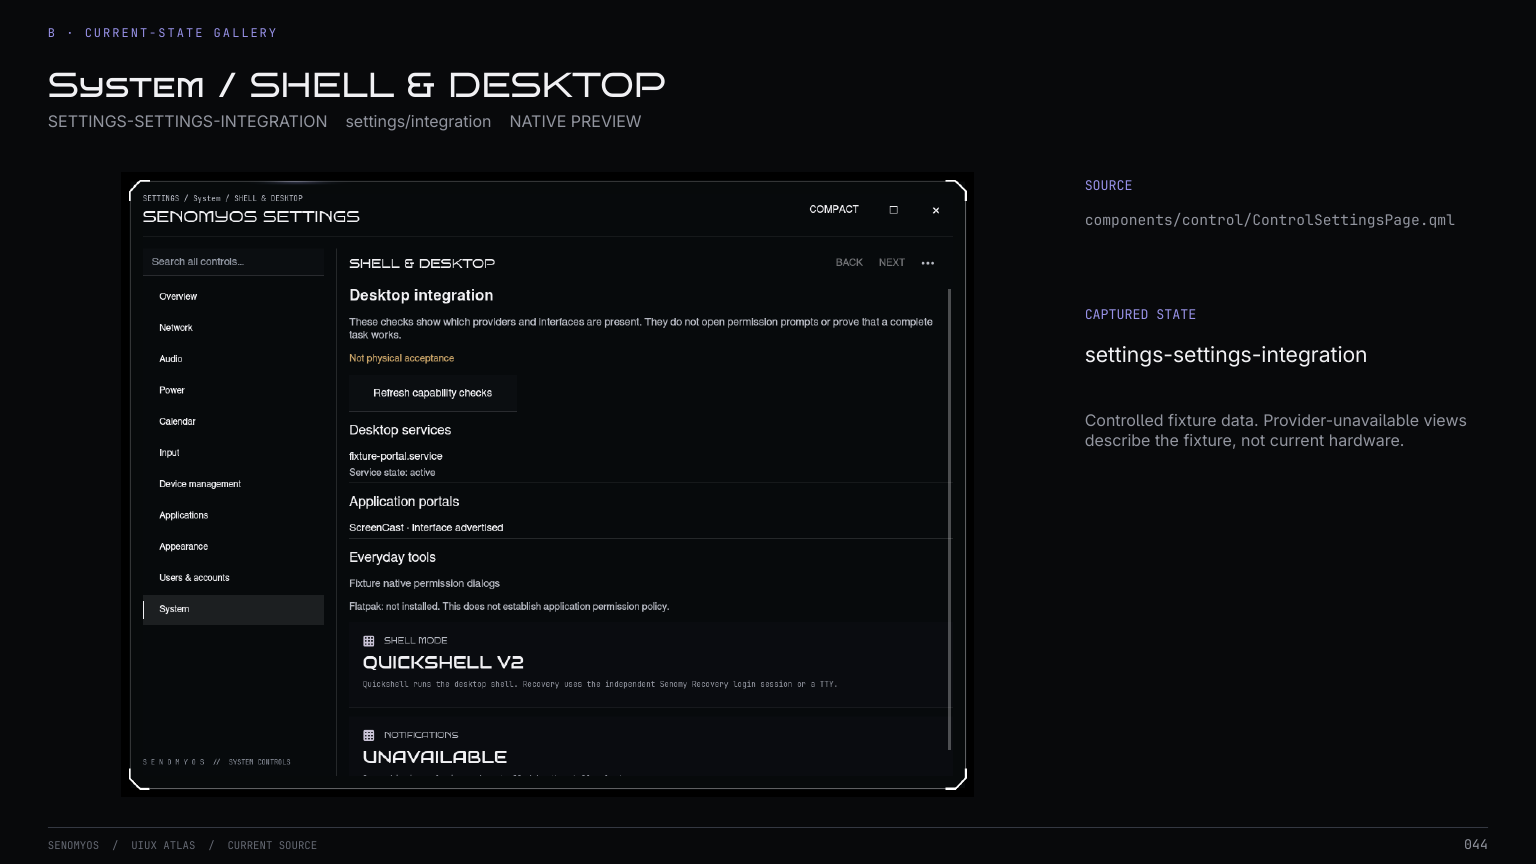 B · CURRENT-STATE GALLERY
System / SHELL & DESKTOP
SETTINGS-SETTINGS-INTEGRATION settings/integration NATIVE PREVIEW
SETTINGS / System / SHELL & DESKTOP
SENOMYOS SETTINGS
COMPACT
Search all controls...
Overview
Network
Audio
Power
Calendar
Input
Device management
Applications
Appearance
Users & accounts
System
SENOMYOS // SYSTEM CONTROLS
SHELL & DESKTOP
BACK NEXT
Desktop integration
These checks show which providers and interfaces are present. They do not open permission prompts or prove that a complete
task works.
Not physical acceptance
Refresh capability checks
Desktop services
fixture-portal.service
Service state: active
Application portals
ScreenCast · Interface advertised
Everyday tools
Fixture native permission dialogs
Flatpak: not installed. This does not establish application permission policy.
SHELL MODE
QUICKSHELL V2
Quickshell runs the desktop shell. Recovery uses the independent Senomy Recovery login session or a TTY.
NOTIFICATIONS
UNAVAILABLE
SOURCE
components/control/ControlSettingsPage.qml
CAPTURED STATE
settings-settings-integration
Controlled fixture data. Provider-unavailable views
describe the fixture, not current hardware.
SENOMYOS / UIUX ATLAS / CURRENT SOURCE
044